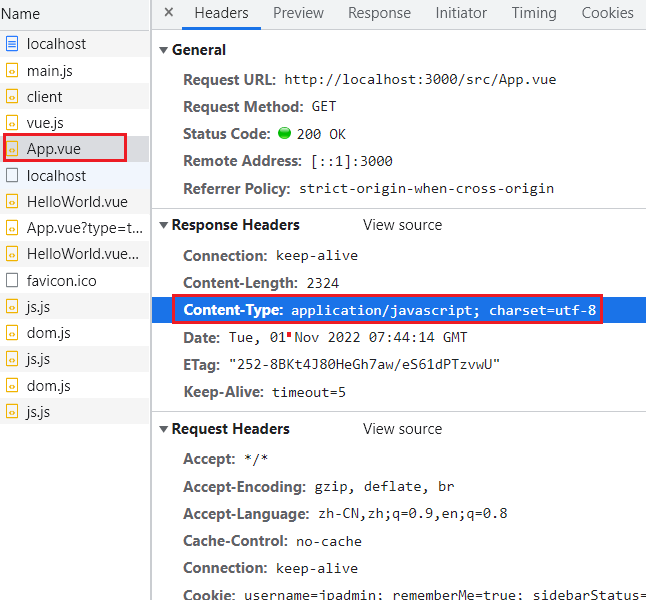 Name
localhost
main.js
client
vue.js
App.vue
localhost
HelloWorld.vue
App.vue?type=t...
HelloWorld.vue...
favicon.ico
js.js
dom.js
js.js
dom.js
js.js
× Headers Preview Response Initiator Timing Cookies
General
Request URL: http://localhost:3000/src/App.vue
Request Method: GET
Status Code: 200 OK
Remote Address: [::1]:3000
Referrer Policy: strict-origin-when-cross-origin
Response Headers View source
Connection: keep-alive
Content-Length: 2324
Content-Type: application/javascript; charset=utf-8
Date: Tue, 01 Nov 2022 07:44:14 GMT
ETag: "252-8BKt4J80HeGh7aw/eS61dPTzvwU"
Keep-Alive: timeout=5
Request Headers View source
Accept: */*
Accept-Encoding: gzip, deflate, br
Accept-Language: zh-CN,zh;q=0.9,en;q=0.8
Cache-Control: no-cache
Connection: keep-alive
Cookie: username=jpadmin; rememberMe=true; sidebarStatus=